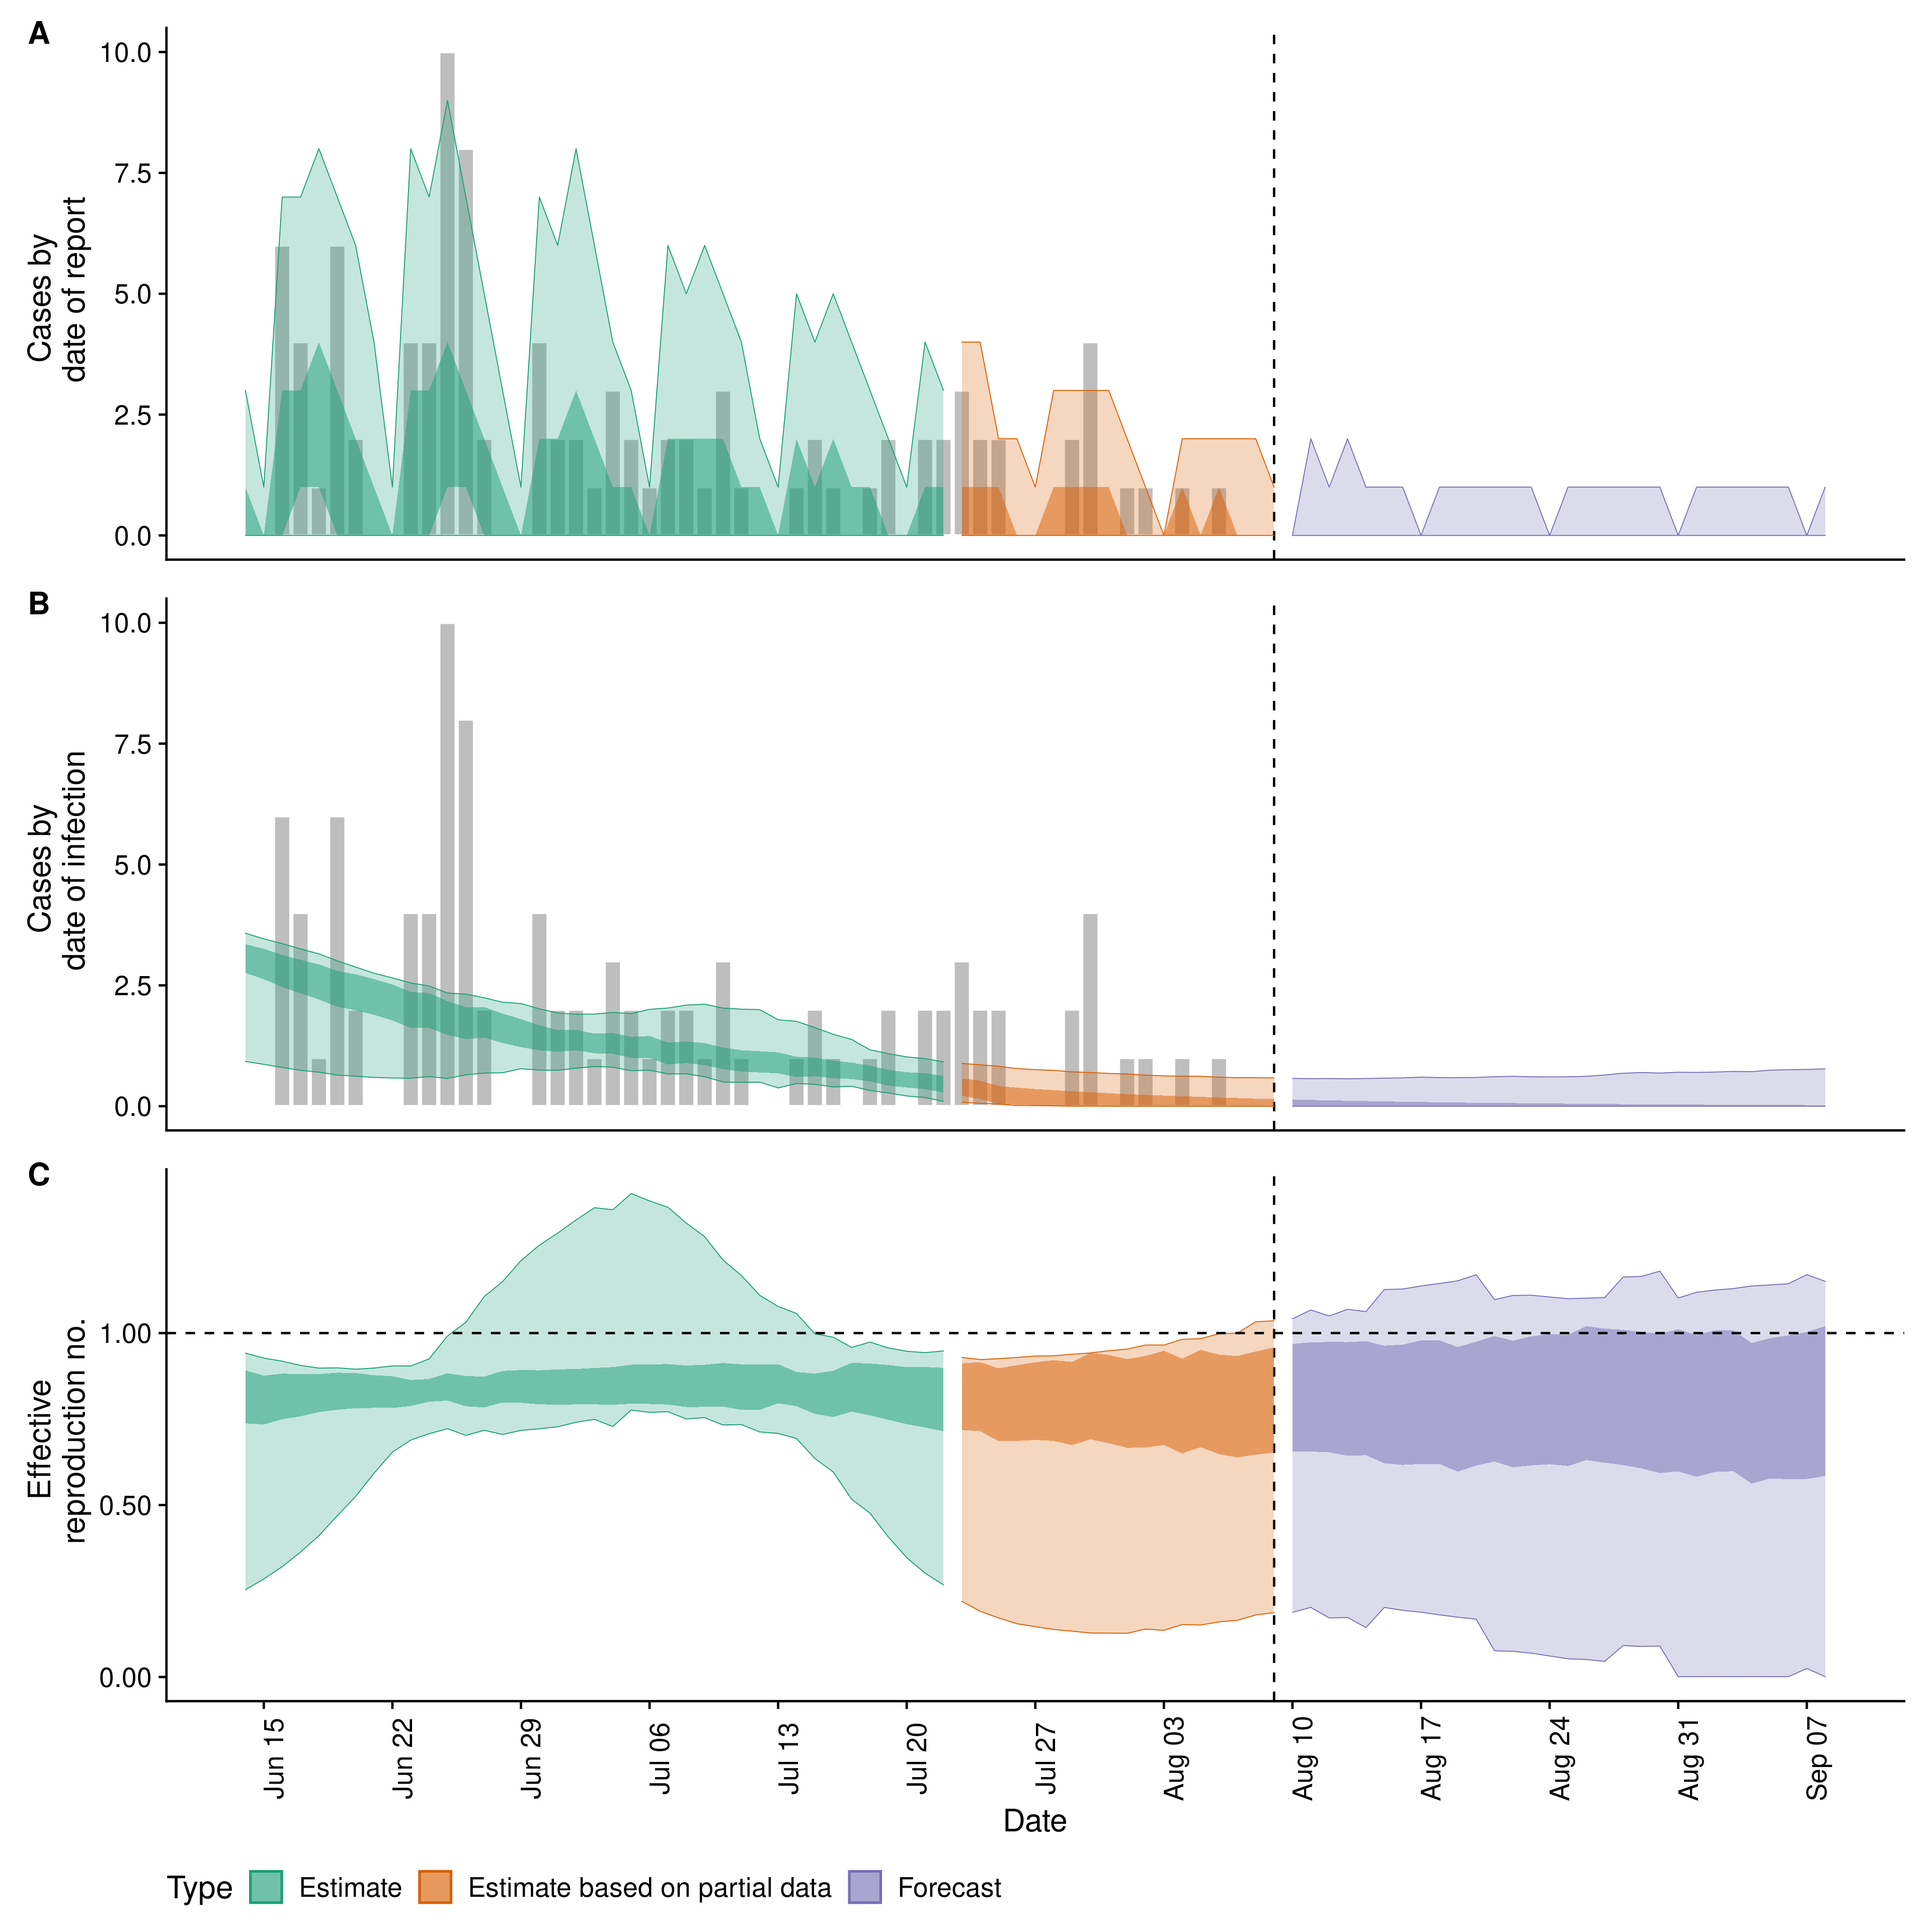 A
10.0
7.5
5.0
2.5
0.0
Cases by
date of report
B
10.0
7.5
5.0
2.5
0.0
Cases by
date of infection
C
1.00
0.50
0.00
Effective
reproduction no.
Jun 15
Jun 22
Jun 29
Jul 06
Jul 13
Jul 20
Jul 27
Aug 03
Aug 10
Aug 17
Aug 24
Aug 31
Sep 07
Date
Type Estimate Estimate based on partial data Forecast